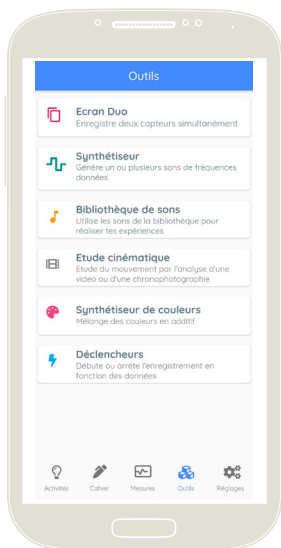 Outils
Ecran Duo
Enregistre deux capteurs simultanément
Synthétiseur
Génére un ou plusieurs sons de fréquences
données
Bibliothèque de sons
Utilise les sons de la bibliothèque pour
réaliser tes expériences
Etude cinématique
Etude du mouvement par l'analyse d'une
video ou d'une chronophotographie
Synthétiseur de couleurs
Mélange des couleurs en additif
Déclencheurs
Débute ou arrête l'enregistrement en
fonction des données
Activités Cahier Mesures Outils Réglages